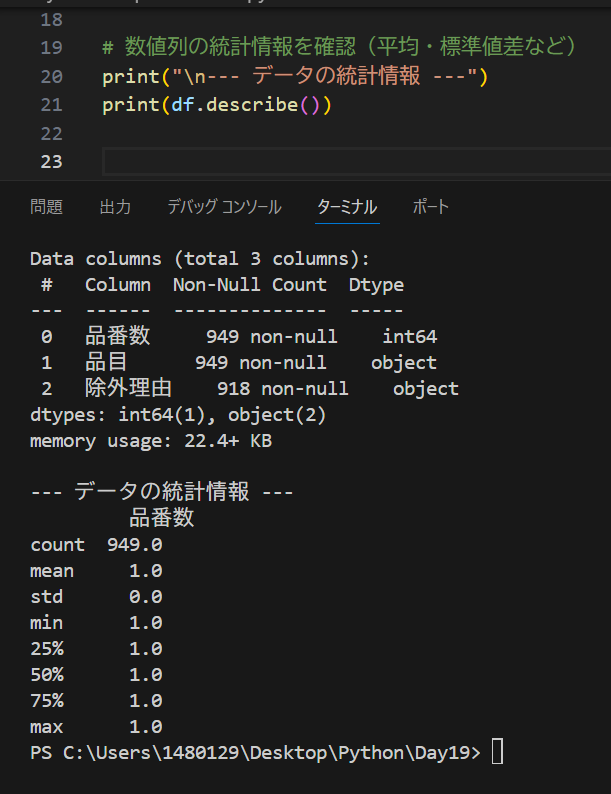 18
19 # 数値列の統計情報を確認（平均・標準値差など）
20 print("\n--- データの統計情報 ---")
21 print(df.describe())
22
23
問題 出力 デバッグ コンソール ターミナル ポート
Data columns (total 3 columns):
 #   Column  Non-Null Count  Dtype
---  ------  --------------  -----
 0   品番数     949 non-null    int64
 1   品目      949 non-null    object
 2   除外理由    918 non-null    object
dtypes: int64(1), object(2)
memory usage: 22.4+ KB
--- データの統計情報 ---
         品番数
count  949.0
mean     1.0
std      0.0
min      1.0
25%      1.0
50%      1.0
75%      1.0
max      1.0
PS C:\Users\1480129\Desktop\Python\Day19>